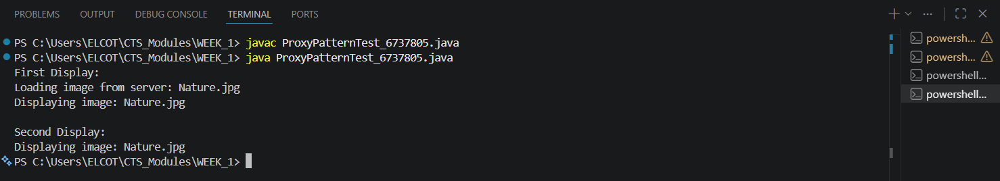 PROBLEMS OUTPUT DEBUG CONSOLE TERMINAL PORTS
PS C:\Users\ELCOT\CTS_Modules\WEEK_1> javac ProxyPatternTest_6737805.java
PS C:\Users\ELCOT\CTS_Modules\WEEK_1> java ProxyPatternTest_6737805.java
First Display:
Loading image from server: Nature.jpg
Displaying image: Nature.jpg
Second Display:
Displaying image: Nature.jpg
PS C:\Users\ELCOT\CTS_Modules\WEEK_1>
powersh...
powersh...
powershell...
powershell...